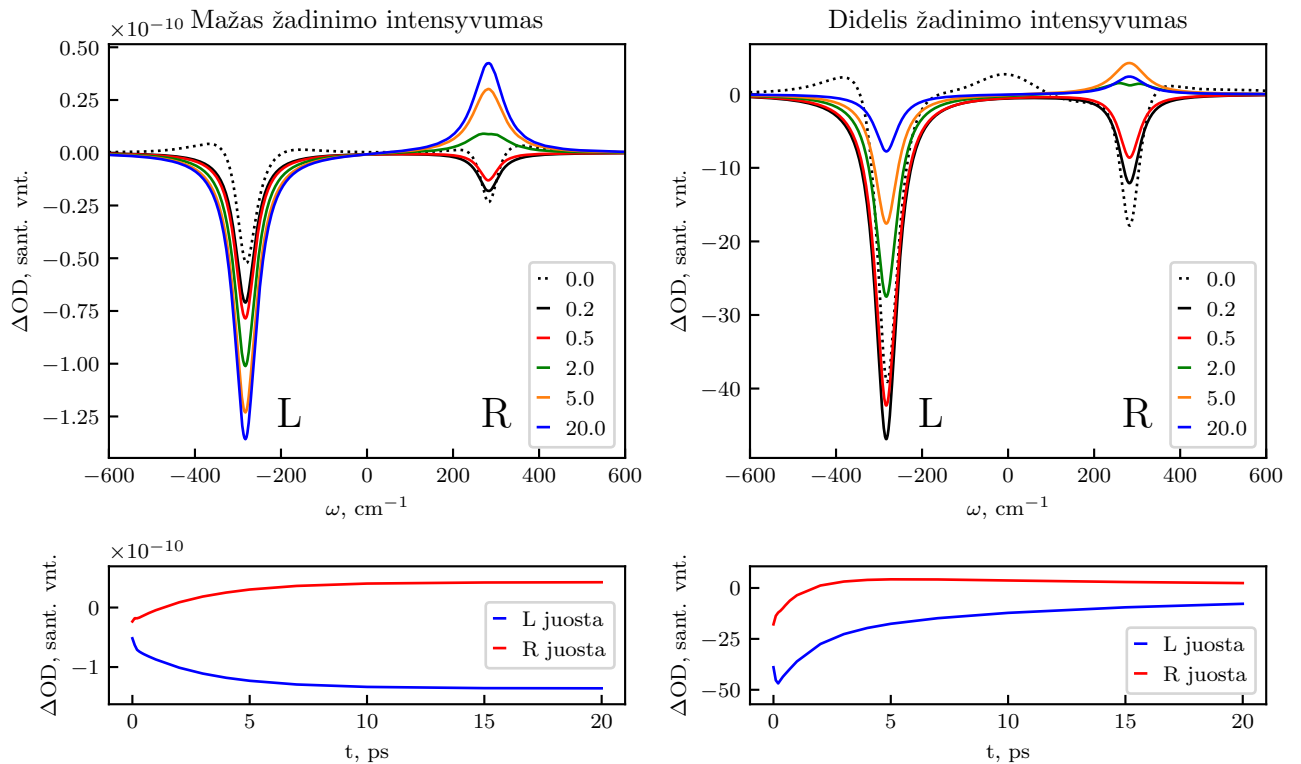 Mažas žadinimo intensyvumas
×10−10
0.50
0.25
0.00
−0.25
−0.50
−0.75
−1.00
−1.25
ΔOD, sant. vnt.
L
R
0.0
0.2
0.5
2.0
5.0
20.0
−600 −400 −200 0 200 400 600
ω, cm−1
Didelis žadinimo intensyvumas
0
−10
−20
−30
−40
ΔOD, sant. vnt.
L
R
0.0
0.2
0.5
2.0
5.0
20.0
−600 −400 −200 0 200 400 600
ω, cm−1
×10−10
0
−1
ΔOD, sant. vnt.
L juosta
R juosta
0 5 10 15 20
t, ps
0
−25
−50
ΔOD, sant. vnt.
L juosta
R juosta
0 5 10 15 20
t, ps